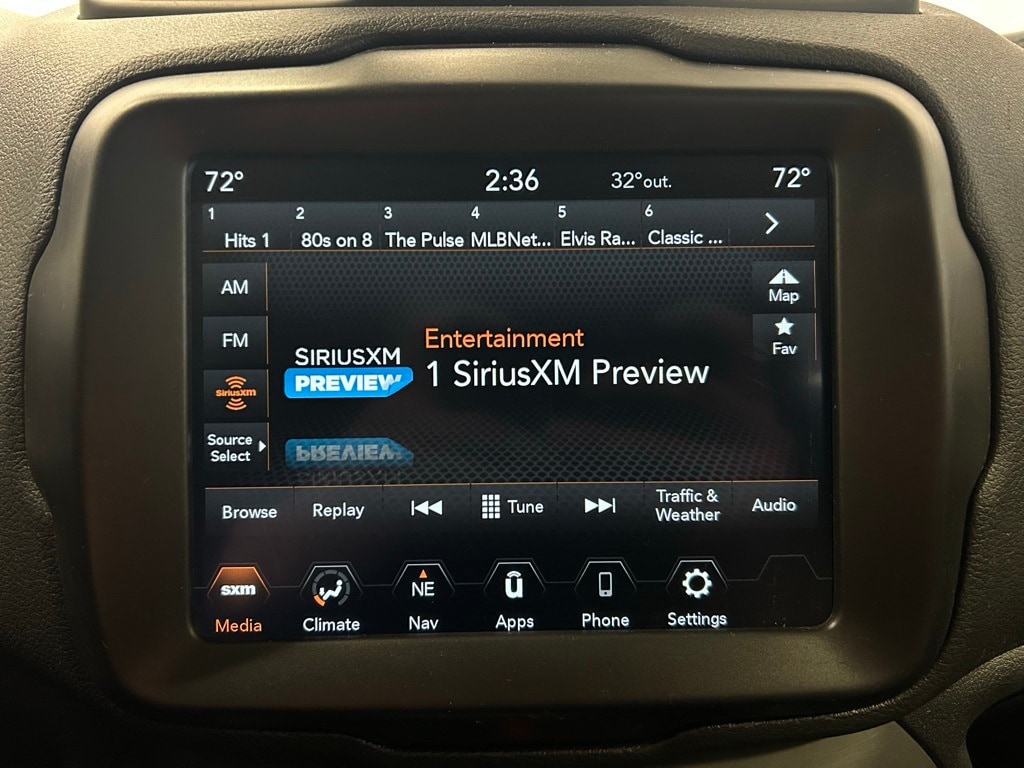 72° 2:36 32°out. 72°
1 2 3 4 5 6
Hits 1 80s on 8 The Pulse MLBNet... Elvis Ra... Classic ...
AM
Map
FM
Fav
SIRIUSXM
PREVIEW
Entertainment
1 SiriusXM Preview
SiriusXM
Source
Select
PREVIEW
Browse Replay Tune Traffic &
Weather Audio
sxm NE u
Media Climate Nav Apps Phone Settings